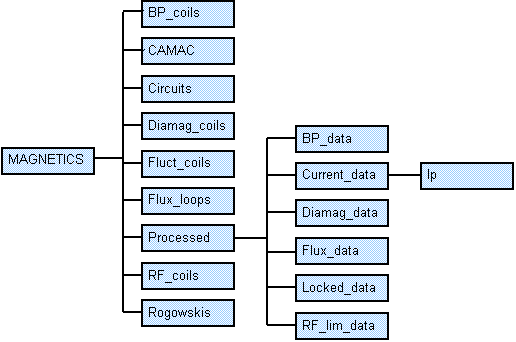 MAGNETICS
BP_coils
CAMAC
Circuits
Diamag_coils
Fluct_coils
Flux_loops
Processed
RF_coils
Rogowskis
BP_data
Current_data
Diamag_data
Flux_data
Locked_data
RF_lim_data
Ip